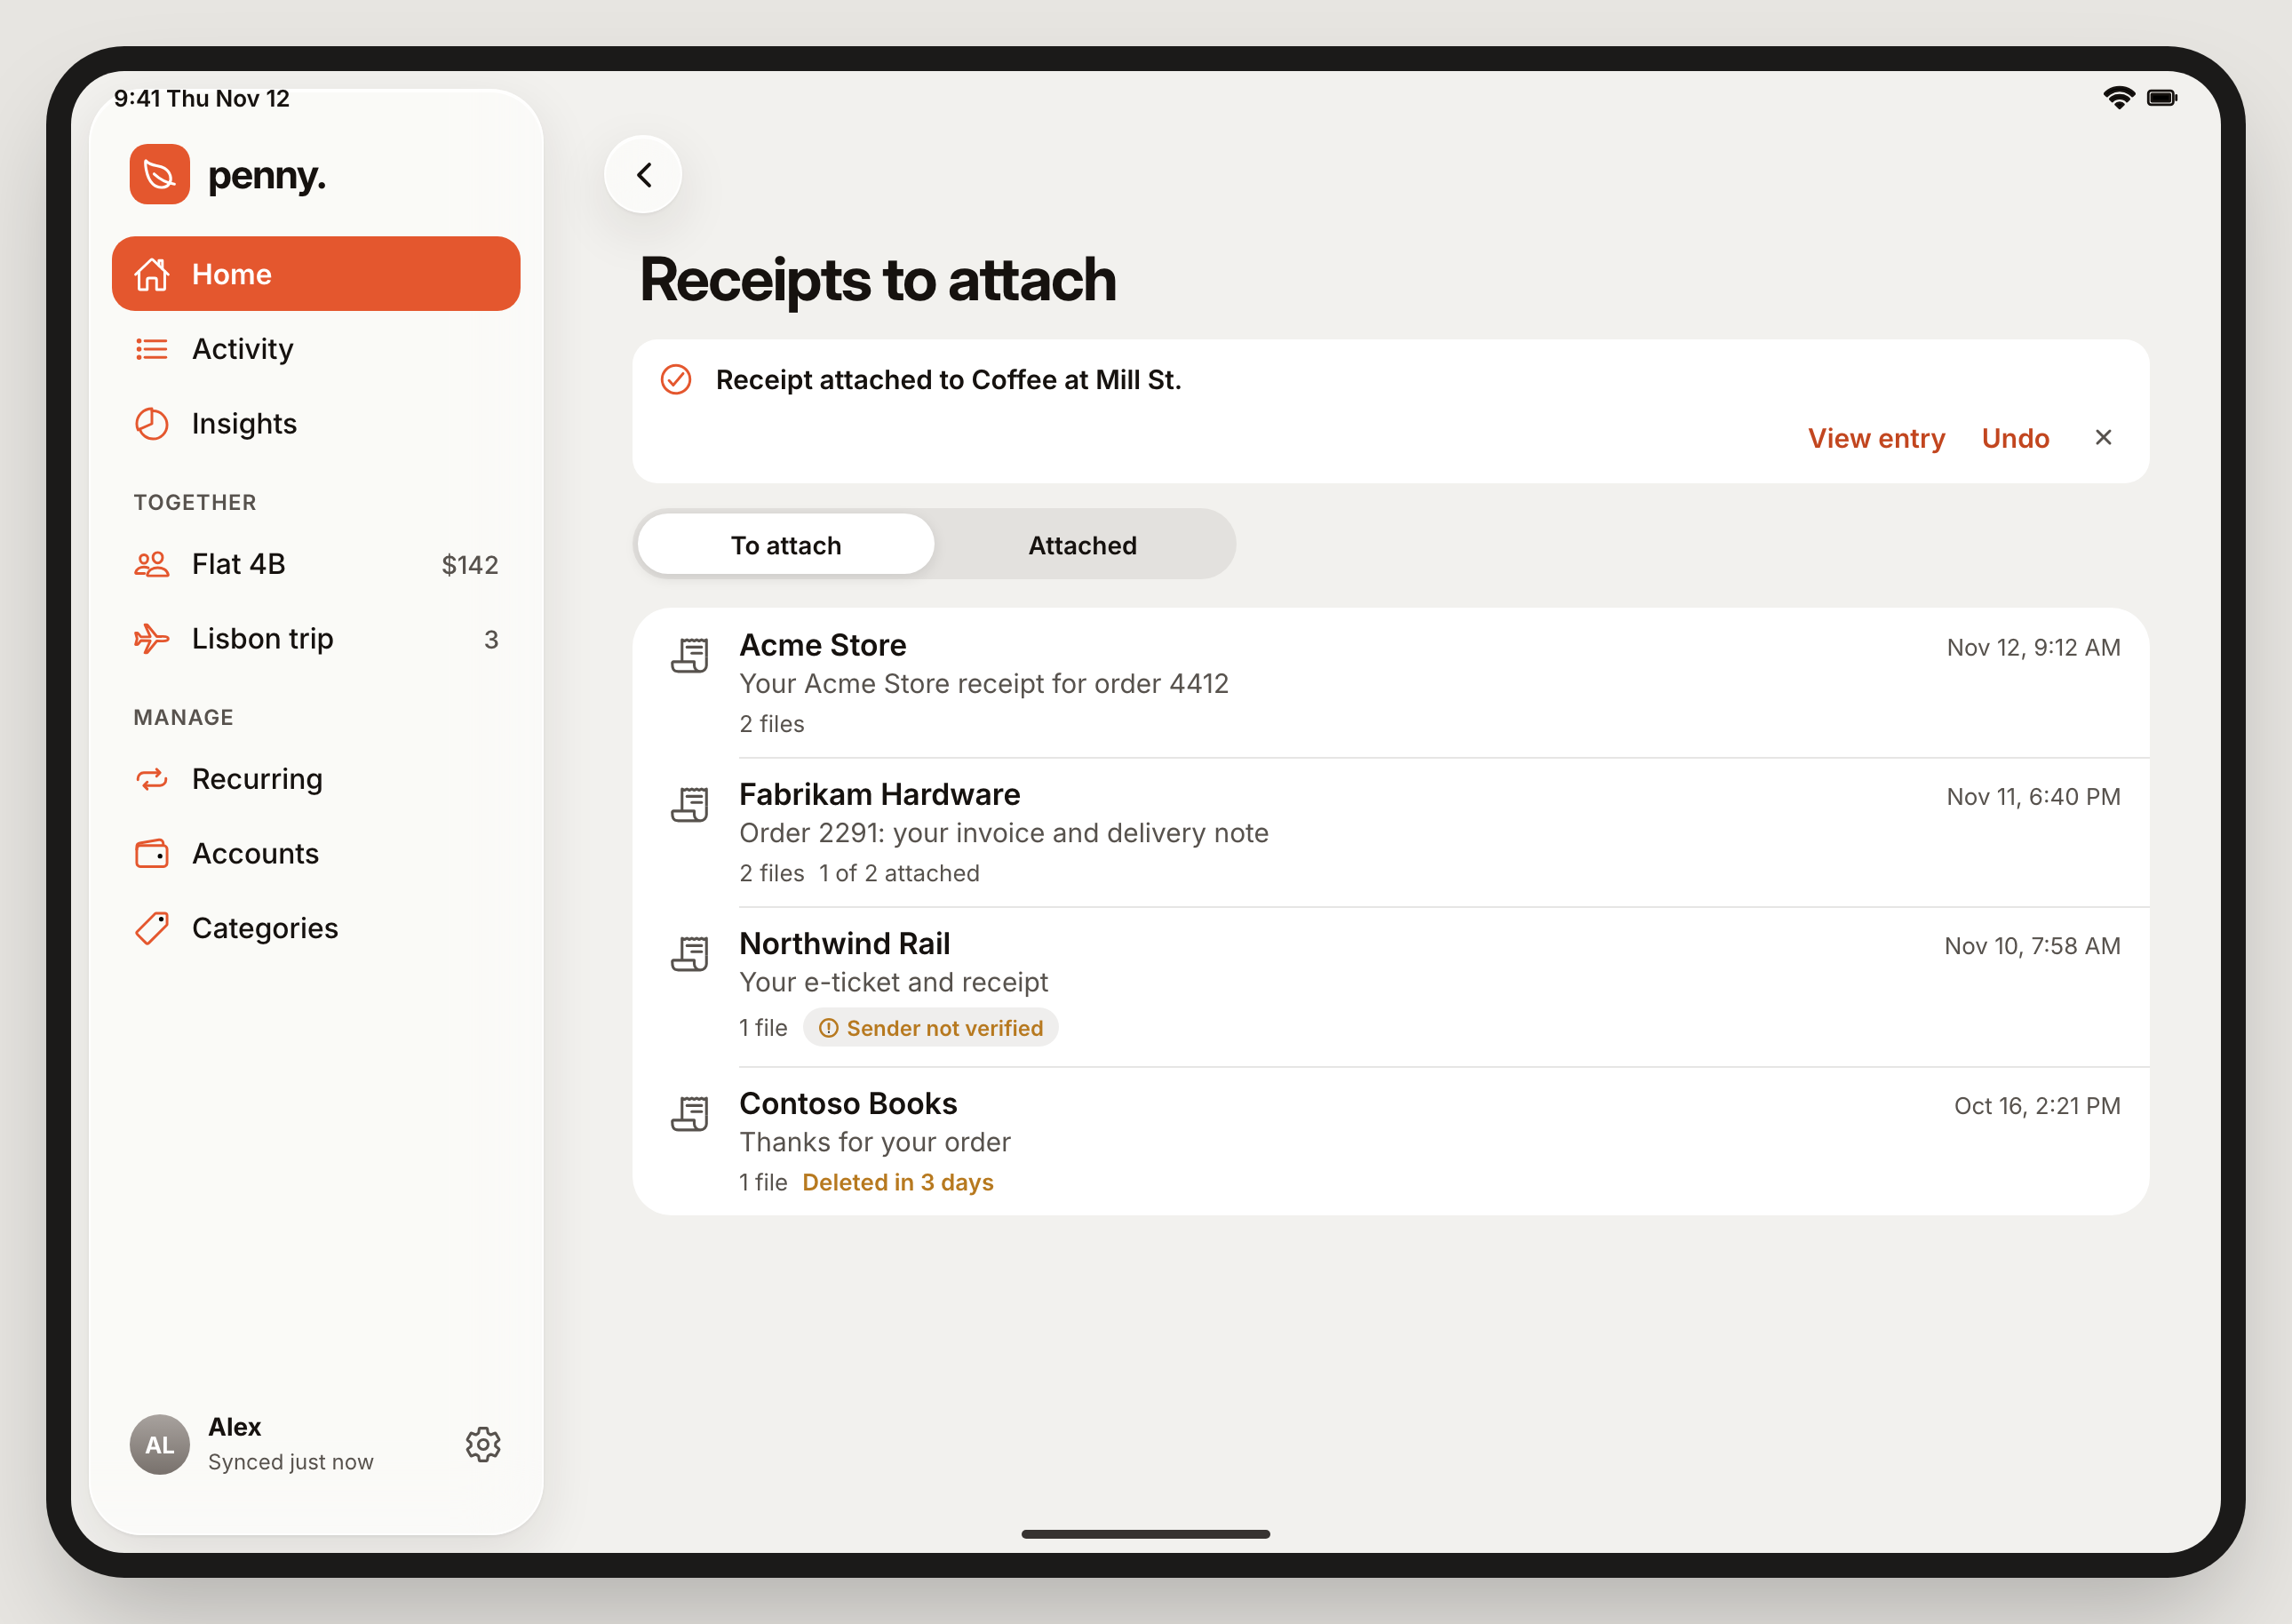 9:41 Thu Nov 12
penny.
Home
Activity
Insights
TOGETHER
Flat 4B $142
Lisbon trip 3
MANAGE
Recurring
Accounts
Categories
AL
Alex
Synced just now
Receipts to attach
Receipt attached to Coffee at Mill St.
View entry Undo
To attach Attached
Acme Store Nov 12, 9:12 AM
Your Acme Store receipt for order 4412
2 files
Fabrikam Hardware Nov 11, 6:40 PM
Order 2291: your invoice and delivery note
2 files 1 of 2 attached
Northwind Rail Nov 10, 7:58 AM
Your e-ticket and receipt
1 file Sender not verified
Contoso Books Oct 16, 2:21 PM
Thanks for your order
1 file Deleted in 3 days